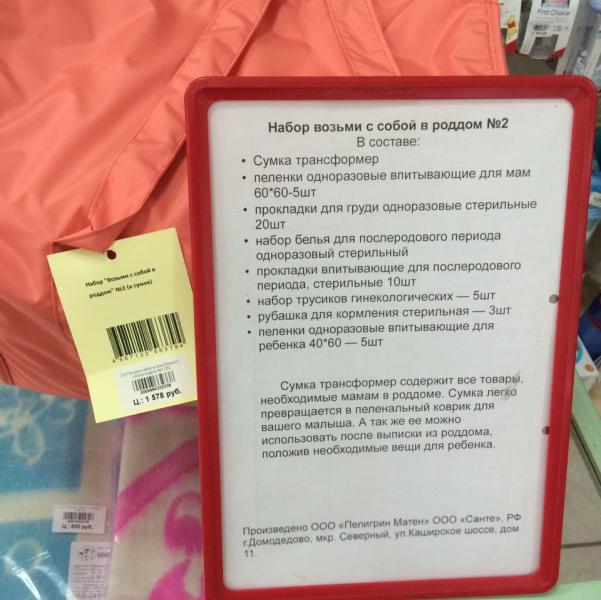 First Choice
Набор возьми с собой в роддом №2
В составе:
• Сумка трансформер
• пеленки одноразовые впитывающие для мам
60*60-5шт
• прокладки для груди одноразовые стерильные
20шт
• набор белья для послеродового периода
одноразовый стерильный
• прокладки впитывающие для послеродового
периода, стерильные 10шт
• набор трусиков гинекологических — 5шт
• рубашка для кормления стерильная — 3шт
• пеленки одноразовые впитывающие для
ребенка 40*60 — 5шт
Сумка трансформер содержит все товары,
необходимые мамам в роддоме. Сумка легко
превращается в пеленальный коврик для
вашего малыша. А так же ее можно
использовать после выписки из роддома,
положив необходимые вещи для ребенка.
Произведено ООО «Пелигрин Матен» ООО «Санте», РФ
г.Домодедово, мкр. Северный, ул.Каширское шоссе, дом
11.
Набор "Возьми с собой в
роддом" №2 (в сумке)
Ц.: 1 578 руб.